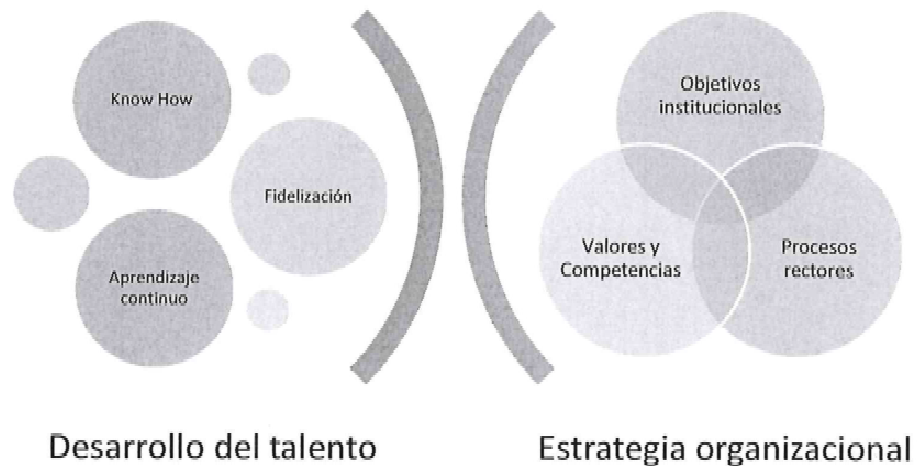 Know How
Fidelización
Aprendizaje
continuo
Desarrollo del talento
Objetivos
institucionales
Valores y
Competencias
Procesos
rectores
Estrategia organizacional